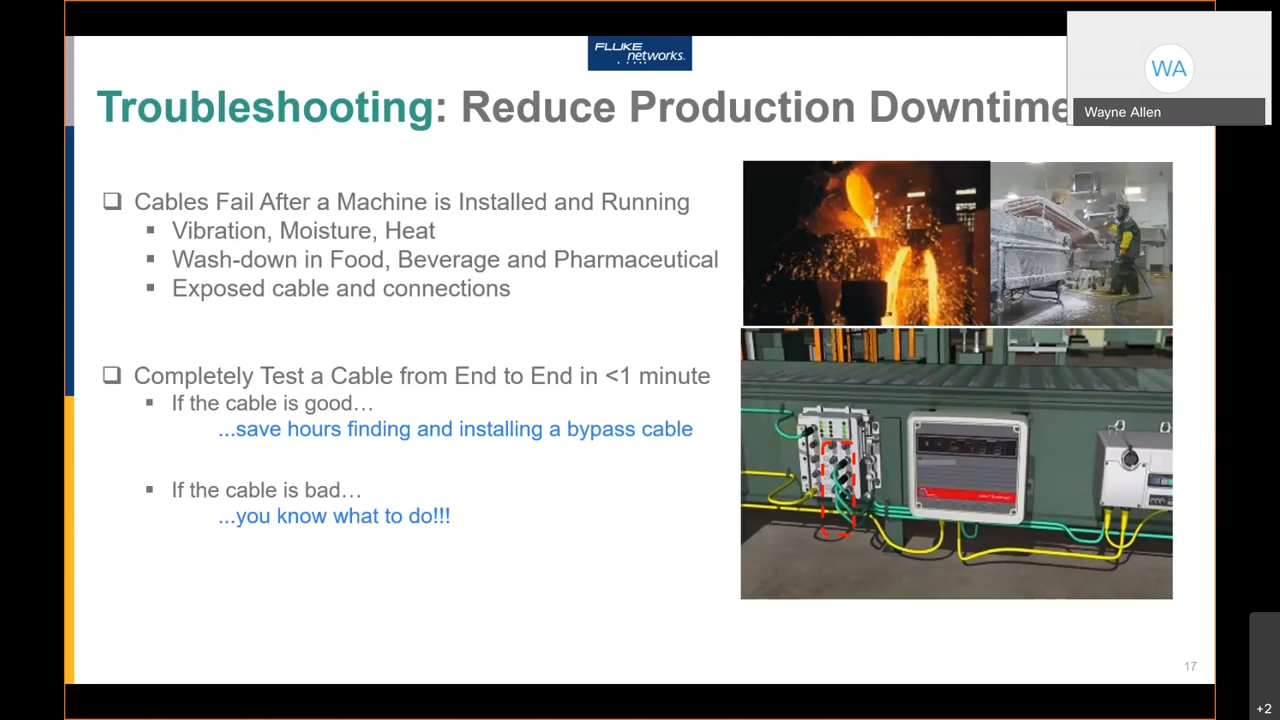 FLUKE
networks.
WA
Wayne Allen
Troubleshooting: Reduce Production Downtime
❑ Cables Fail After a Machine is Installed and Running
▪ Vibration, Moisture, Heat
▪ Wash-down in Food, Beverage and Pharmaceutical
▪ Exposed cable and connections
❑ Completely Test a Cable from End to End in <1 minute
▪ If the cable is good…
...save hours finding and installing a bypass cable
▪ If the cable is bad…
...you know what to do!!!
17
+2